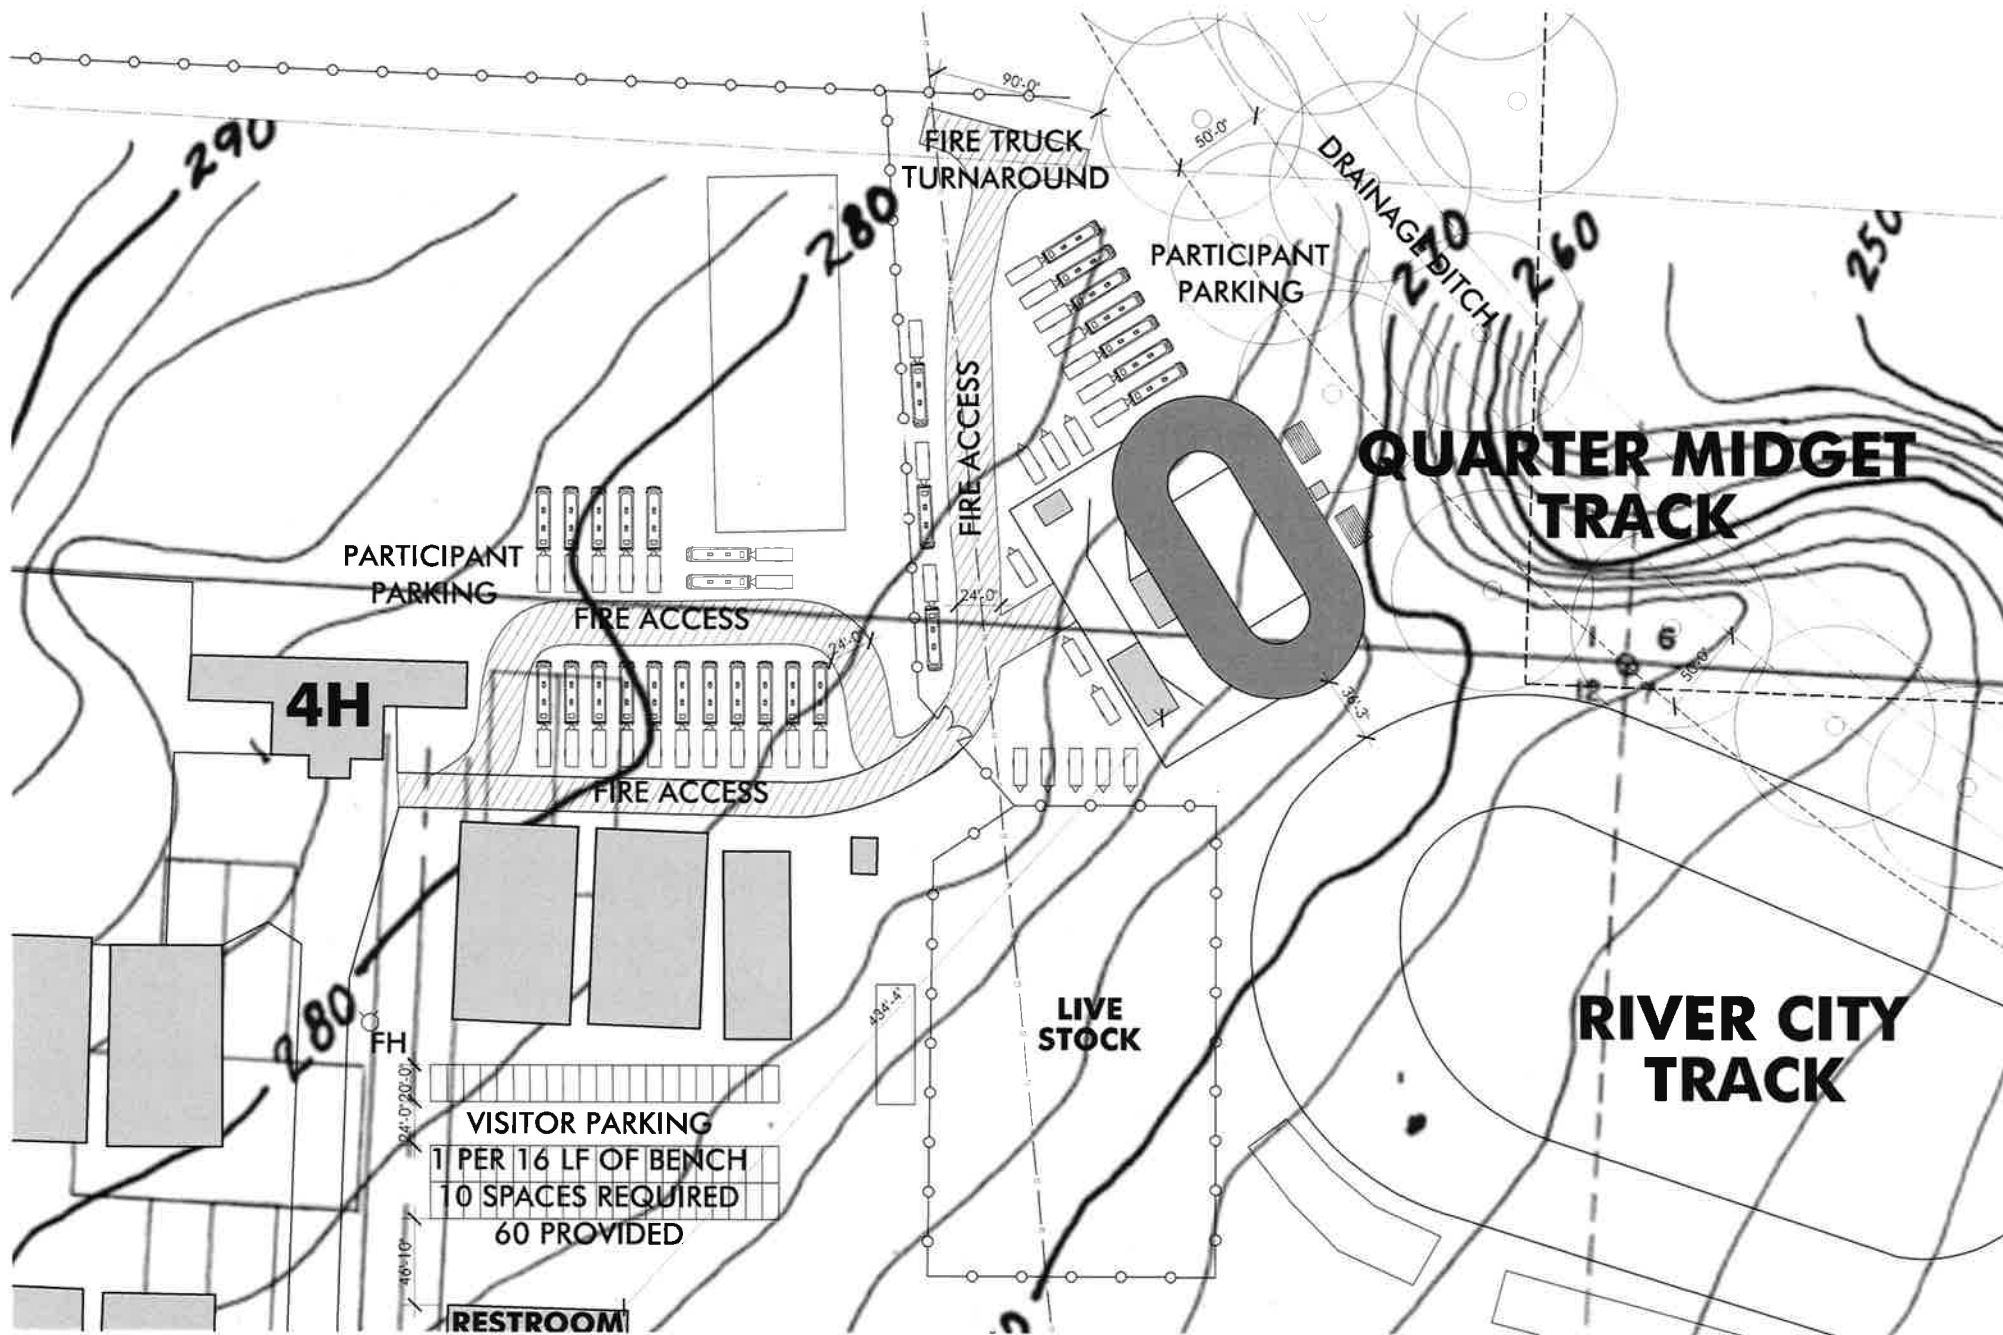 290
90'-0"
FIRE TRUCK
TURNAROUND
50'-0"
DRAINAGE DITCH
280
PARTICIPANT
PARKING
270
260
250
FIRE ACCESS
QUARTER MIDGET
TRACK
PARTICIPANT
PARKING
FIRE ACCESS
24'-0"
24'-0"
1
6
12
50'-0"
4H
36'-3"
FIRE ACCESS
280
FH
434'-4"
LIVE
STOCK
RIVER CITY
TRACK
20'-0"
24'-0"
VISITOR PARKING
1 PER 16 LF OF BENCH
10 SPACES REQUIRED
60 PROVIDED
46'-10"
RESTROOM